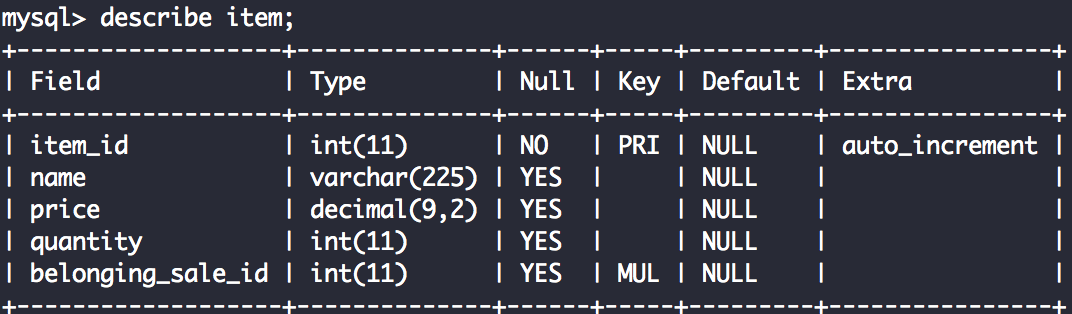 mysql> describe item;
+-------------------+--------------+------+-----+---------+----------------+
| Field             | Type         | Null | Key | Default | Extra          |
+-------------------+--------------+------+-----+---------+----------------+
| item_id           | int(11)      | NO   | PRI | NULL    | auto_increment |
| name              | varchar(225) | YES  |     | NULL    |                |
| price             | decimal(9,2) | YES  |     | NULL    |                |
| quantity          | int(11)      | YES  |     | NULL    |                |
| belonging_sale_id | int(11)      | YES  | MUL | NULL    |                |
+-------------------+--------------+------+-----+---------+----------------+